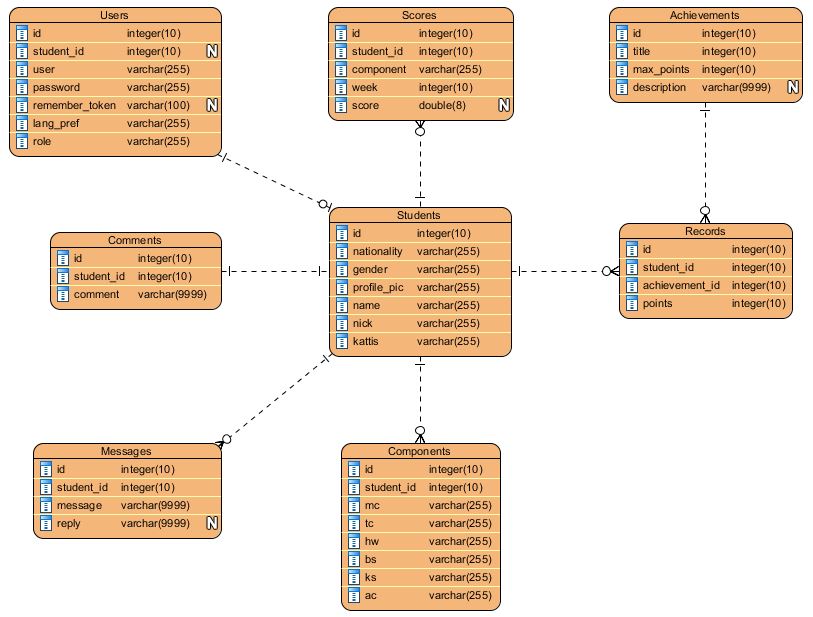 Users
id integer(10)
student_id integer(10) N
user varchar(255)
password varchar(255)
remember_token varchar(100) N
lang_pref varchar(255)
role varchar(255)
Scores
id integer(10)
student_id integer(10)
component varchar(255)
week integer(10)
score double(8) N
Achievements
id integer(10)
title integer(10)
max_points integer(10)
description varchar(9999) N
Comments
id integer(10)
student_id integer(10)
comment varchar(9999)
Students
id integer(10)
nationality varchar(255)
gender varchar(255)
profile_pic varchar(255)
name varchar(255)
nick varchar(255)
kattis varchar(255)
Records
id integer(10)
student_id integer(10)
achievement_id integer(10)
points integer(10)
Messages
id integer(10)
student_id integer(10)
message varchar(9999)
reply varchar(9999) N
Components
id integer(10)
student_id integer(10)
mc varchar(255)
tc varchar(255)
hw varchar(255)
bs varchar(255)
ks varchar(255)
ac varchar(255)